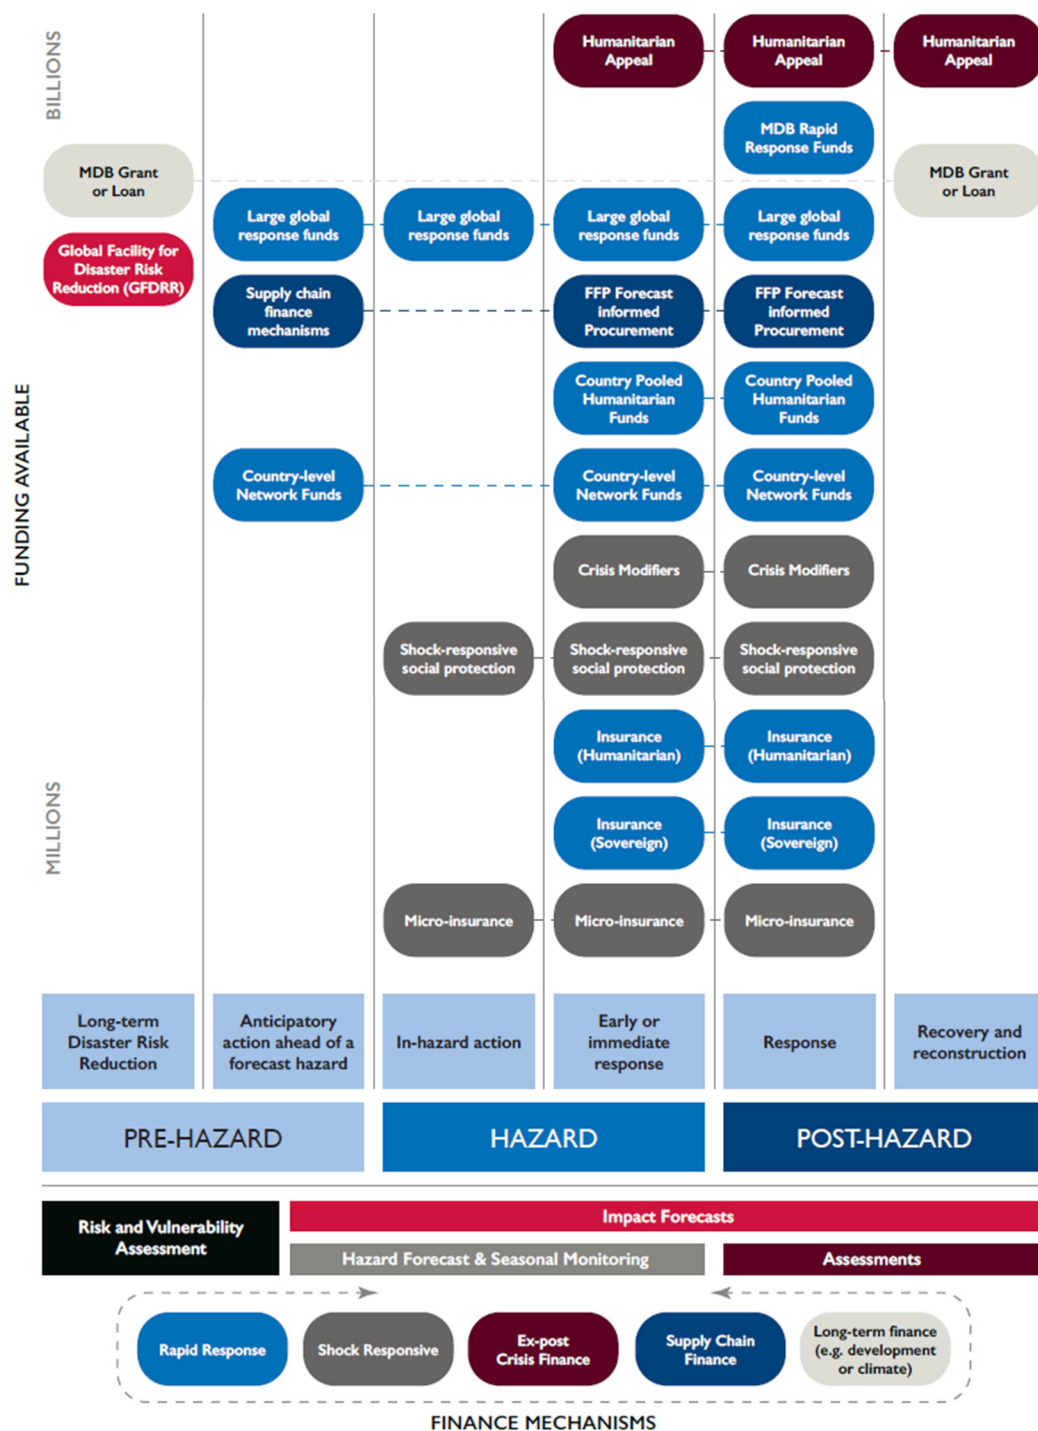 BILLIONS
Humanitarian
Appeal
Humanitarian
Appeal
Humanitarian
Appeal
MDB Rapid
Response Funds
MDB Grant
or Loan
MDB Grant
or Loan
Large global
response funds
Large global
response funds
Large global
response funds
Large global
response funds
Global Facility for
Disaster Risk
Reduction (GFDRR)
Supply chain
finance
mechanisms
FFP Forecast
informed
Procurement
FFP Forecast
informed
Procurement
FUNDING AVAILABLE
Country Pooled
Humanitarian
Funds
Country Pooled
Humanitarian
Funds
Country-level
Network Funds
Country-level
Network Funds
Country-level
Network Funds
Crisis Modifiers
Crisis Modifiers
Shock-responsive
social protection
Shock-responsive
social protection
Shock-responsive
social protection
Insurance
(Humanitarian)
Insurance
(Humanitarian)
MILLIONS
Insurance
(Sovereign)
Insurance
(Sovereign)
Micro-insurance
Micro-insurance
Micro-insurance
Long-term
Disaster Risk
Reduction
Anticipatory
action ahead of a
forecast hazard
In-hazard action
Early or
immediate
response
Response
Recovery and
reconstruction
PRE-HAZARD
HAZARD
POST-HAZARD
Risk and Vulnerability
Assessment
Impact Forecasts
Hazard Forecast & Seasonal Monitoring
Assessments
Rapid Response
Shock Responsive
Ex-post
Crisis Finance
Supply Chain
Finance
Long-term finance
(e.g. development
or climate)
FINANCE MECHANISMS